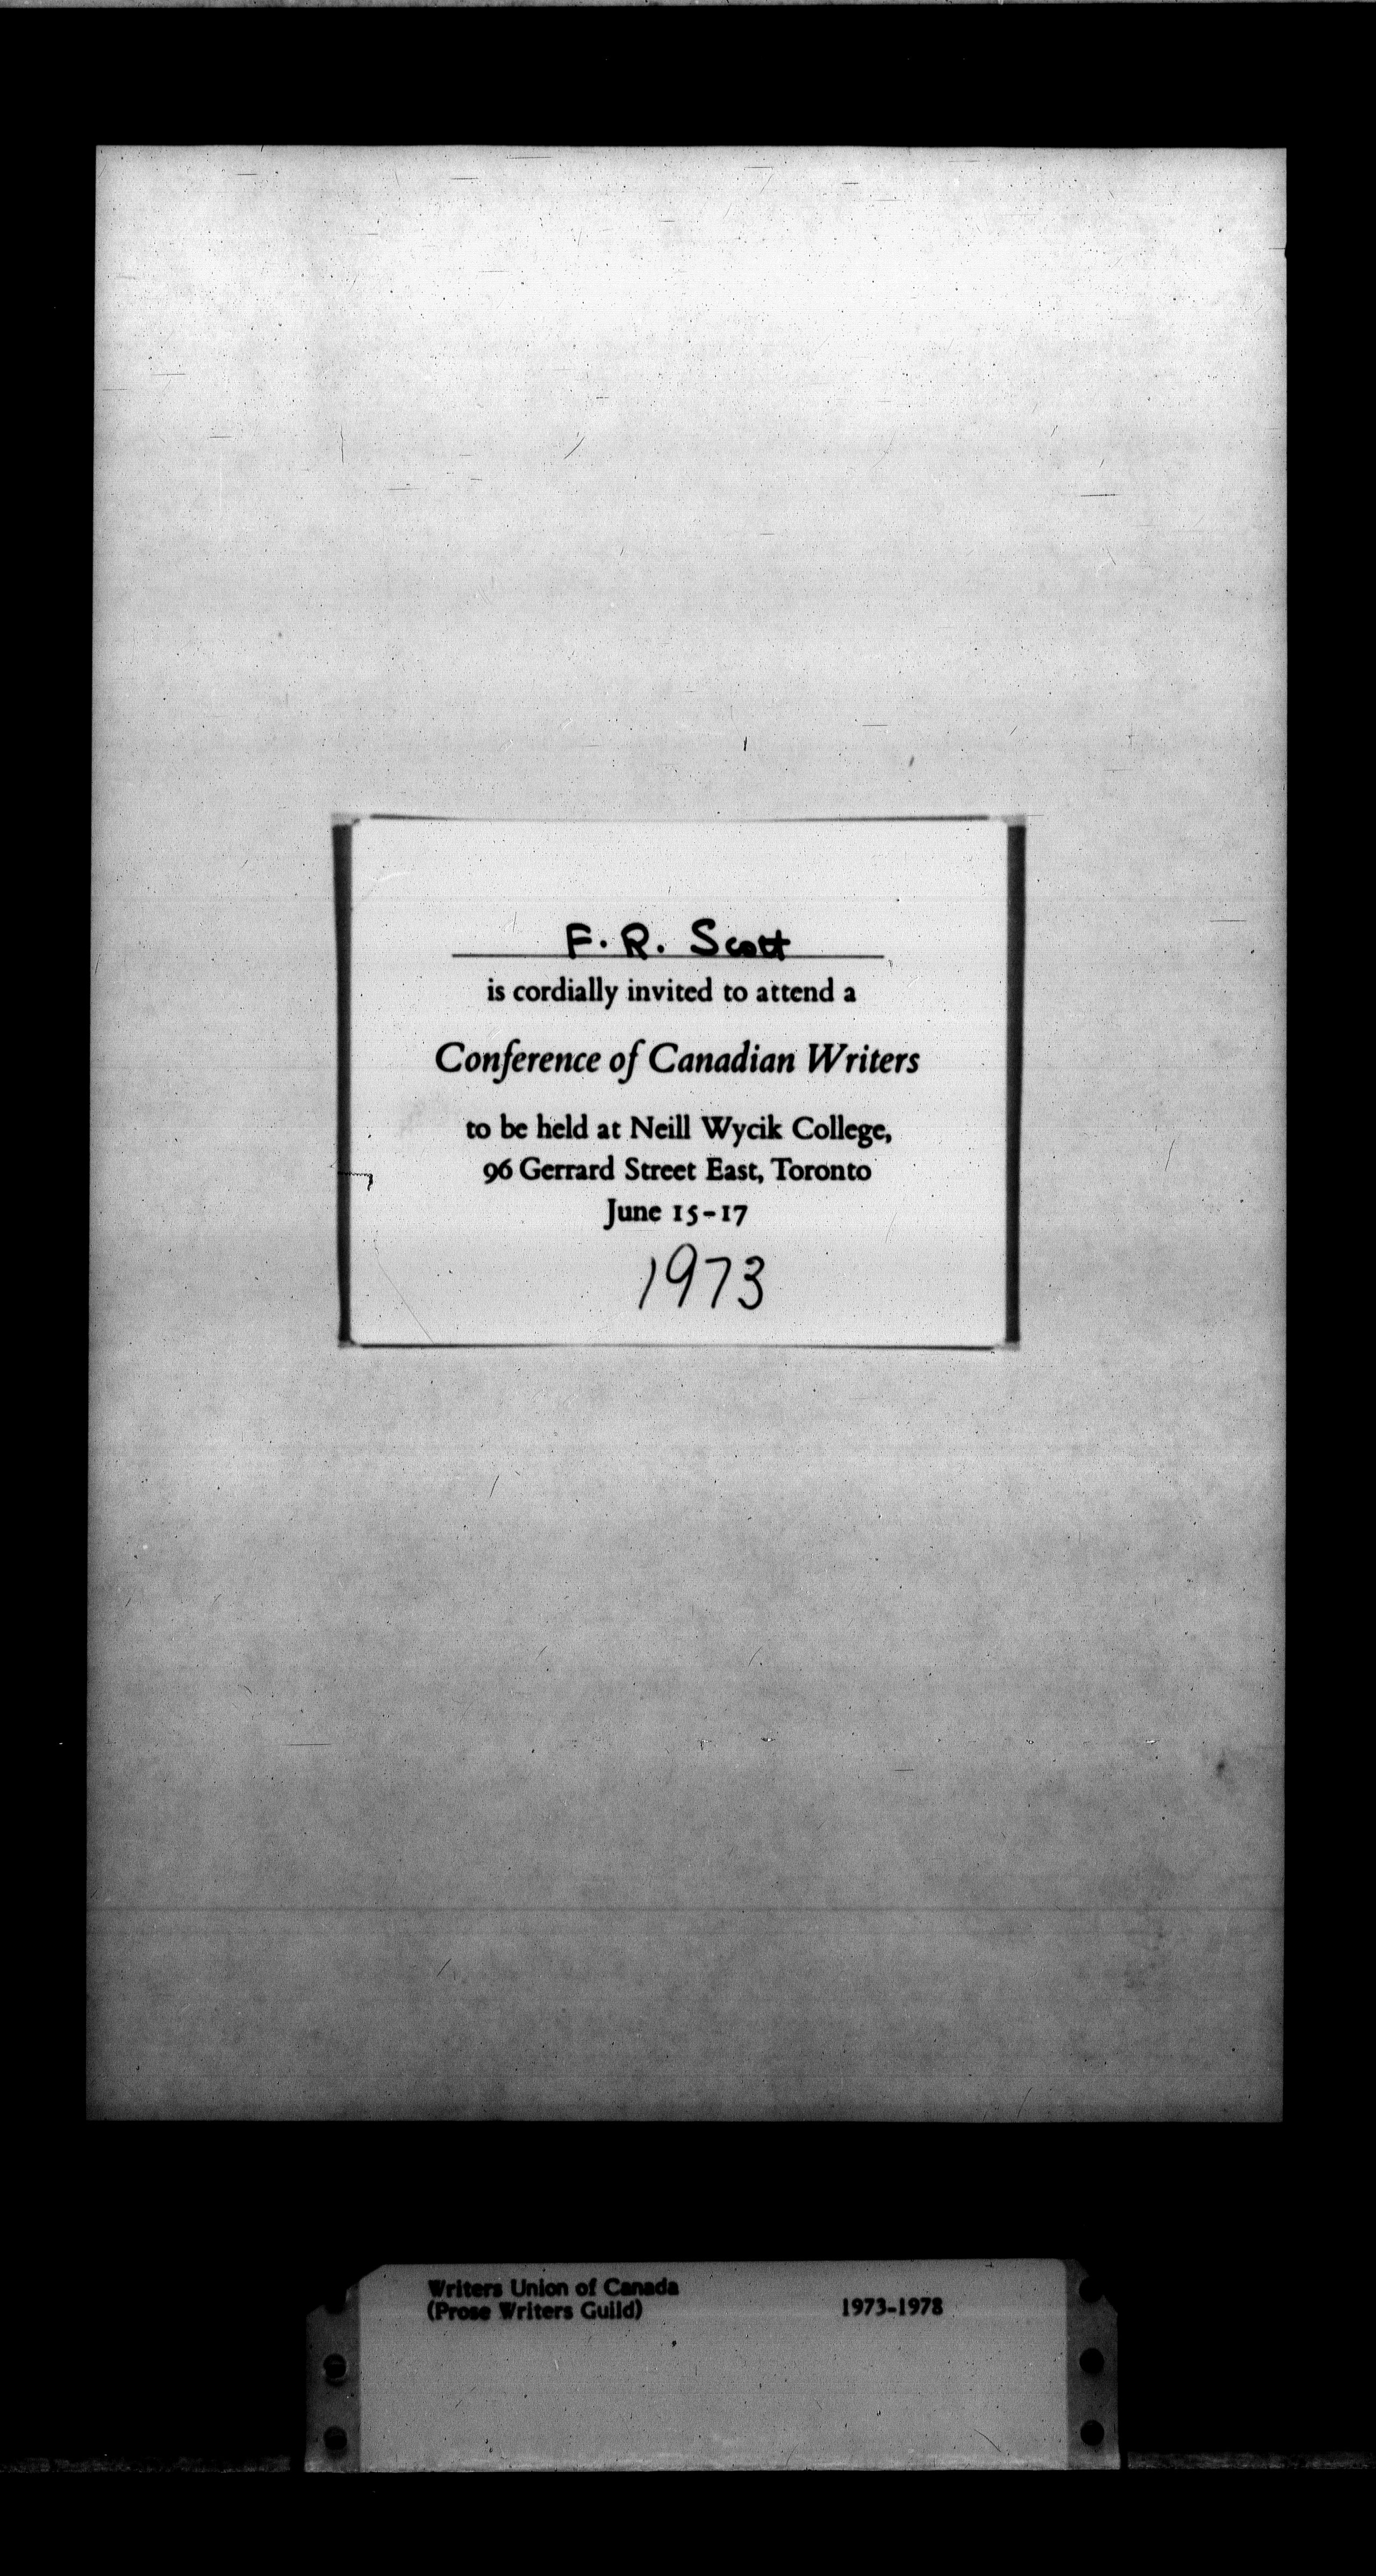 F. R. Scott
is cordially invited to attend a
Conference of Canadian Writers
to be held at Neill Wycik College,
96 Gerrard Street East, Toronto
June 15-17
1973
Writers Union of Canada
(Prose Writers Guild)
1973-1978